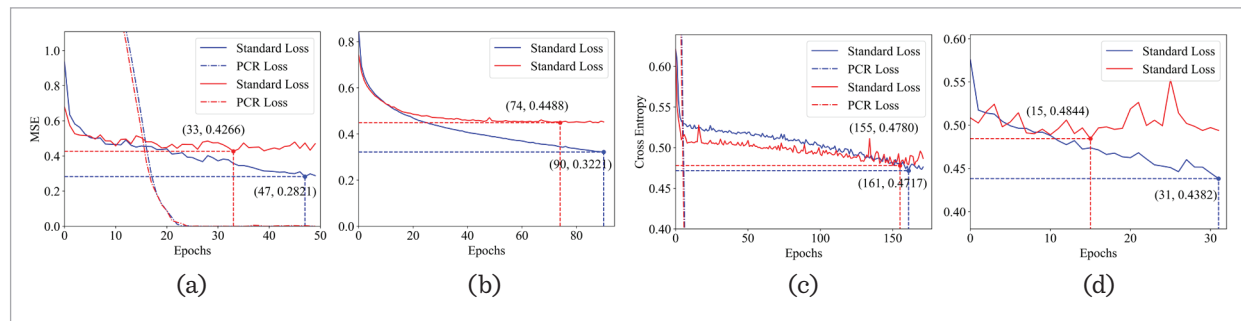 1.0
0.8
0.6
0.4
0.2
0.0
MSE
Standard Loss
PCR Loss
Standard Loss
PCR Loss
(33, 0.4266)
(47, 0.2821)
0 10 20 30 40 50
Epochs
(a)
0.8
0.6
0.4
0.2
0.0
Standard Loss
Standard Loss
(74, 0.4488)
(90, 0.3221)
0 20 40 60 80
Epochs
(b)
0.60
0.55
0.50
0.45
0.40
Cross Entropy
Standard Loss
PCR Loss
Standard Loss
PCR Loss
(155, 0.4780)
(161, 0.4717)
0 50 100 150
Epochs
(c)
0.60
0.55
0.50
0.45
0.40
Standard Loss
Standard Loss
(15, 0.4844)
(31, 0.4382)
0 10 20 30
Epochs
(d)